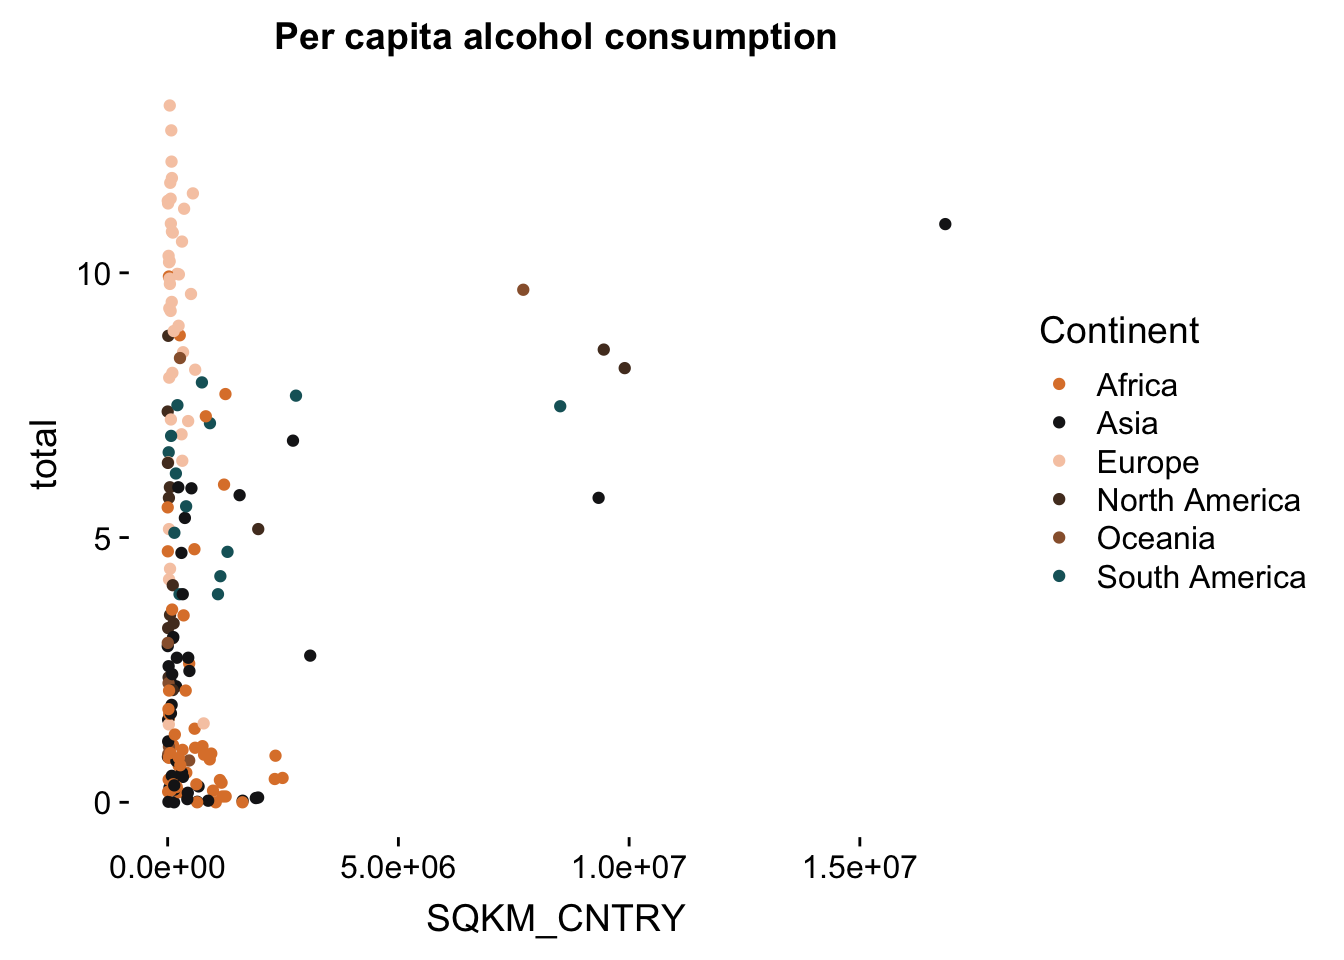 Per capita alcohol consumption
10
5
0
total
0.0e+00 5.0e+06 1.0e+07 1.5e+07
SQKM_CNTRY
Continent
Africa
Asia
Europe
North America
Oceania
South America